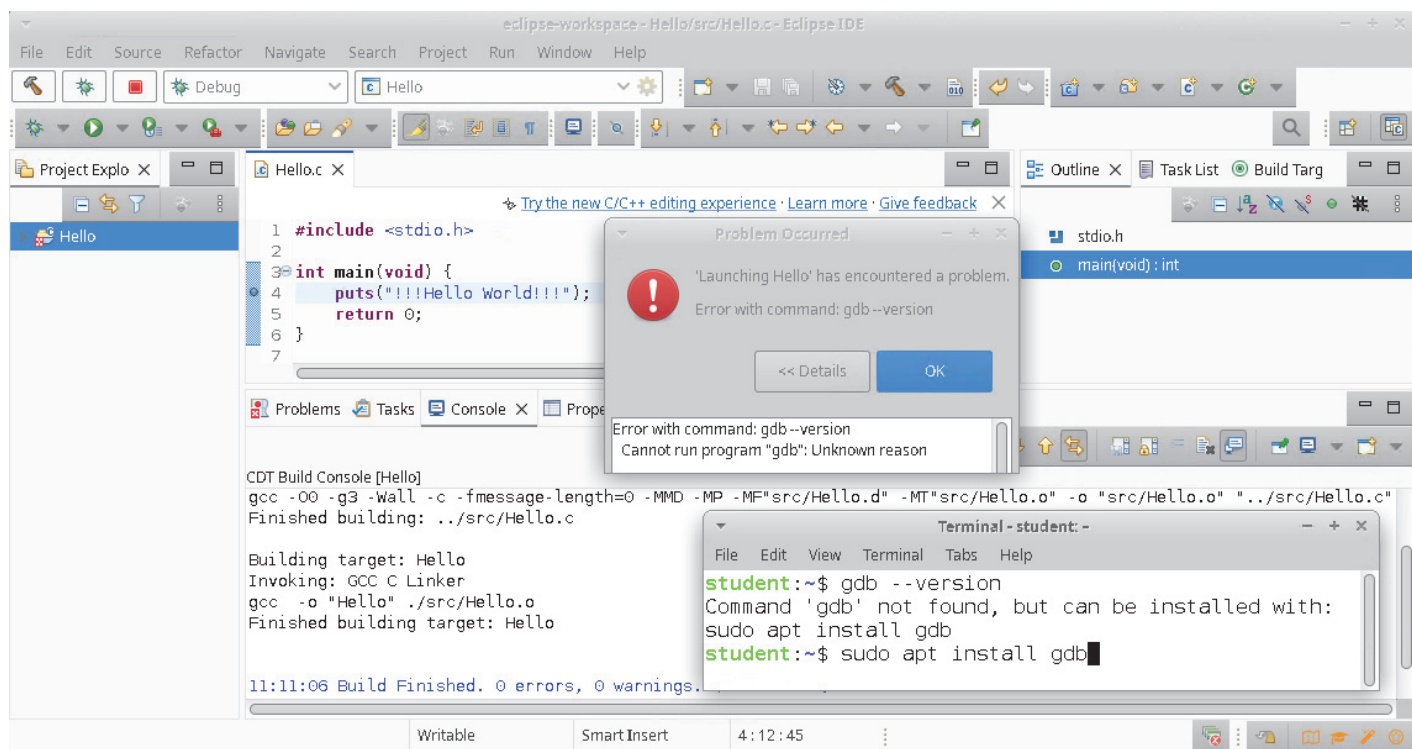 eclipse-workspace - Hello/src/Hello.c - Eclipse IDE
File Edit Source Refactor Navigate Search Project Run Window Help
Debug Hello
010
Project Explo
Hello
Hello.c
Try the new C/C++ editing experience · Learn more · Give feedback
1 #include <stdio.h>
2
3 int main(void) {
4 puts("!!!Hello World!!!");
5 return 0;
6 }
7
Outline Task List Build Targ
stdio.h
main(void) : int
Problem Occurred
'Launching Hello' has encountered a problem.
Error with command: gdb --version
<< Details OK
Error with command: gdb --version
Cannot run program "gdb": Unknown reason
Problems Tasks Console Prope
CDT Build Console [Hello]
gcc -O0 -g3 -Wall -c -fmessage-length=0 -MMD -MP -MF"src/Hello.d" -MT"src/Hello.o" -o "src/Hello.o" "../src/Hello.c"
Finished building: ../src/Hello.c
Building target: Hello
Invoking: GCC C Linker
gcc -o "Hello" ./src/Hello.o
Finished building target: Hello
11:11:06 Build Finished. 0 errors, 0 warnings.
Terminal - student: ~
File Edit View Terminal Tabs Help
student:~$ gdb --version
Command 'gdb' not found, but can be installed with:
sudo apt install gdb
student:~$ sudo apt install gdb
Writable Smart Insert 4:12:45